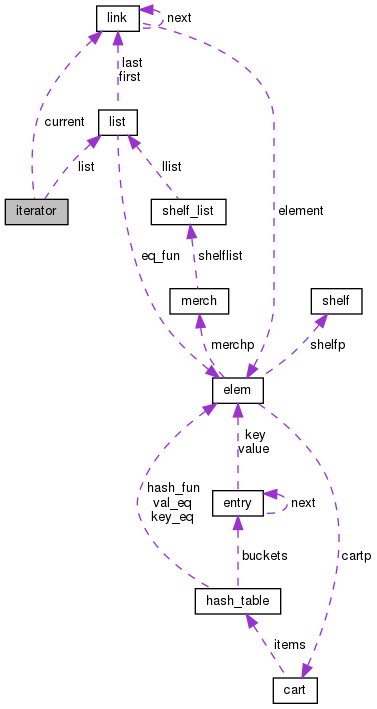 link
next
last
first
current
list
list
llist
iterator
shelf_list
element
eq_fun
shelflist
merch
shelf
merchp
shelfp
elem
key
value
hash_fun
val_eq
key_eq
entry
next
buckets
cartp
hash_table
items
cart